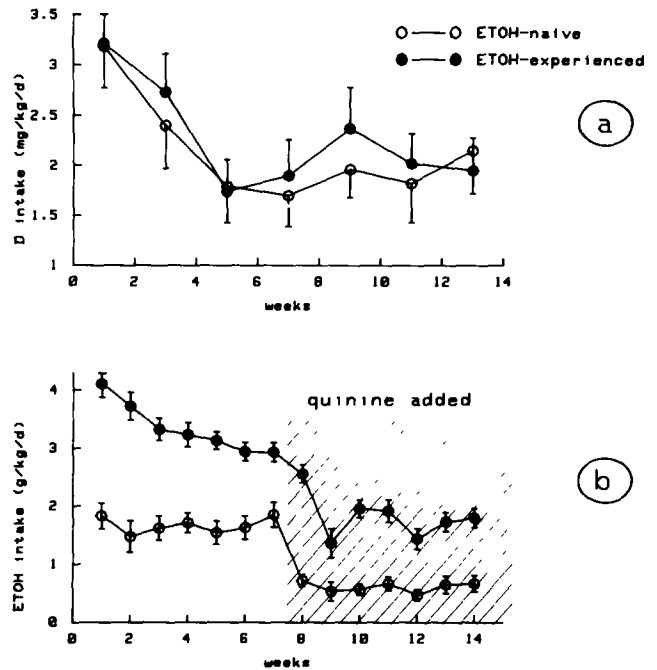 3.5
3
2.5
2
1.5
1
D intake (mg/kg/d)
ETOH-naive
ETOH-experienced
a
0 2 4 6 8 10 12 14
weeks
4
3
2
1
0
ETOH intake (g/kg/d)
quinine added
b
0 2 4 6 8 10 12 14
weeks